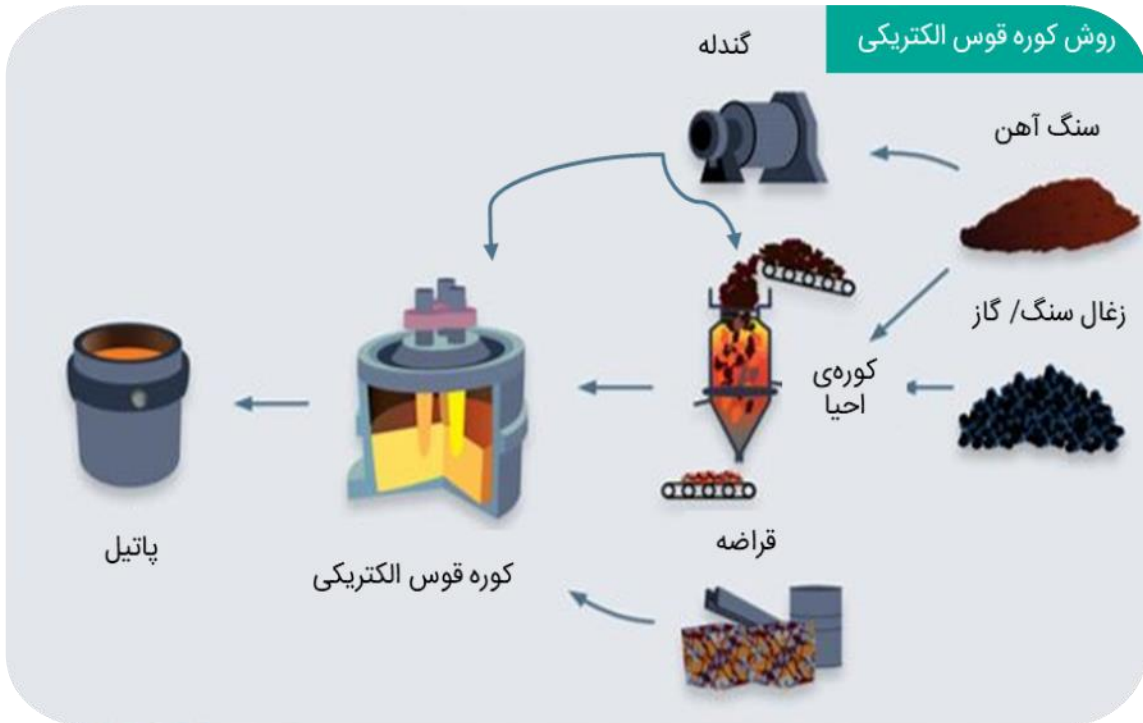 روش کوره قوس الکتریکی
گندله
سنگ آهن
زغال سنگ/ گاز
کوره‌ی
احیا
قراضه
کوره قوس الکتریکی
پاتیل